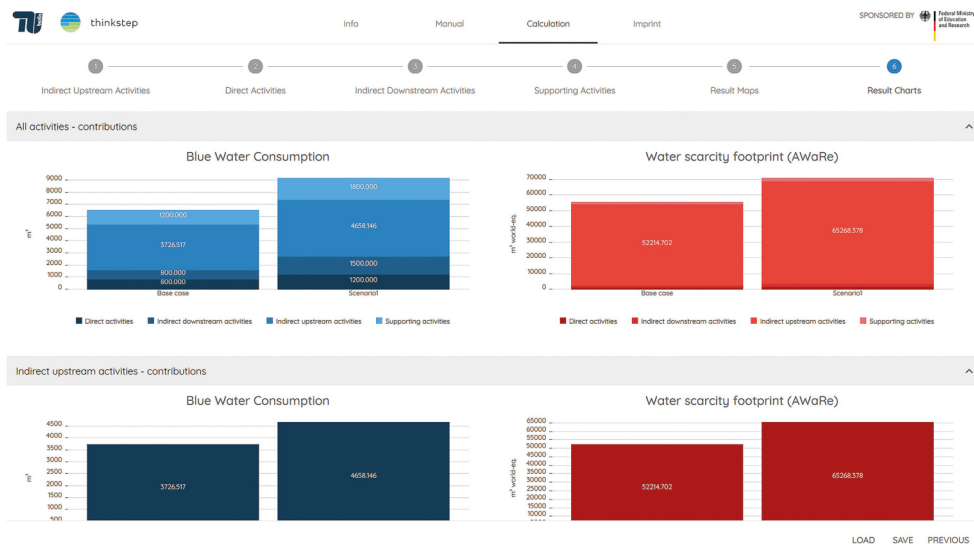 TU berlin thinkstep Info Manual Calculation Imprint SPONSORED BY Federal Ministry of Education and Research
1 2 3 4 5 6
Indirect Upstream Activities Direct Activities Indirect Downstream Activities Supporting Activities Result Maps Result Charts
All activities - contributions
Blue Water Consumption
9000
8000
7000
6000
5000
4000
3000
2000
1000
0
m³
1200.000
3726.517
800.000
800.000
1800.000
4658.146
1500.000
1200.000
Base case Scenario1
Direct activities Indirect downstream activities Indirect upstream activities Supporting activities
Water scarcity footprint (AWaRe)
70000
60000
50000
40000
30000
20000
10000
0
m³ world-eq.
52214.702
65268.378
Base case Scenario1
Direct activities Indirect downstream activities Indirect upstream activities Supporting activities
Indirect upstream activities - contributions
Blue Water Consumption
4500
4000
3500
3000
2500
2000
1500
1000
500
m³
3726.517
4658.146
Water scarcity footprint (AWaRe)
65000
60000
55000
50000
45000
40000
35000
30000
25000
20000
15000
10000
m³ world-eq.
52214.702
65268.378
LOAD SAVE PREVIOUS